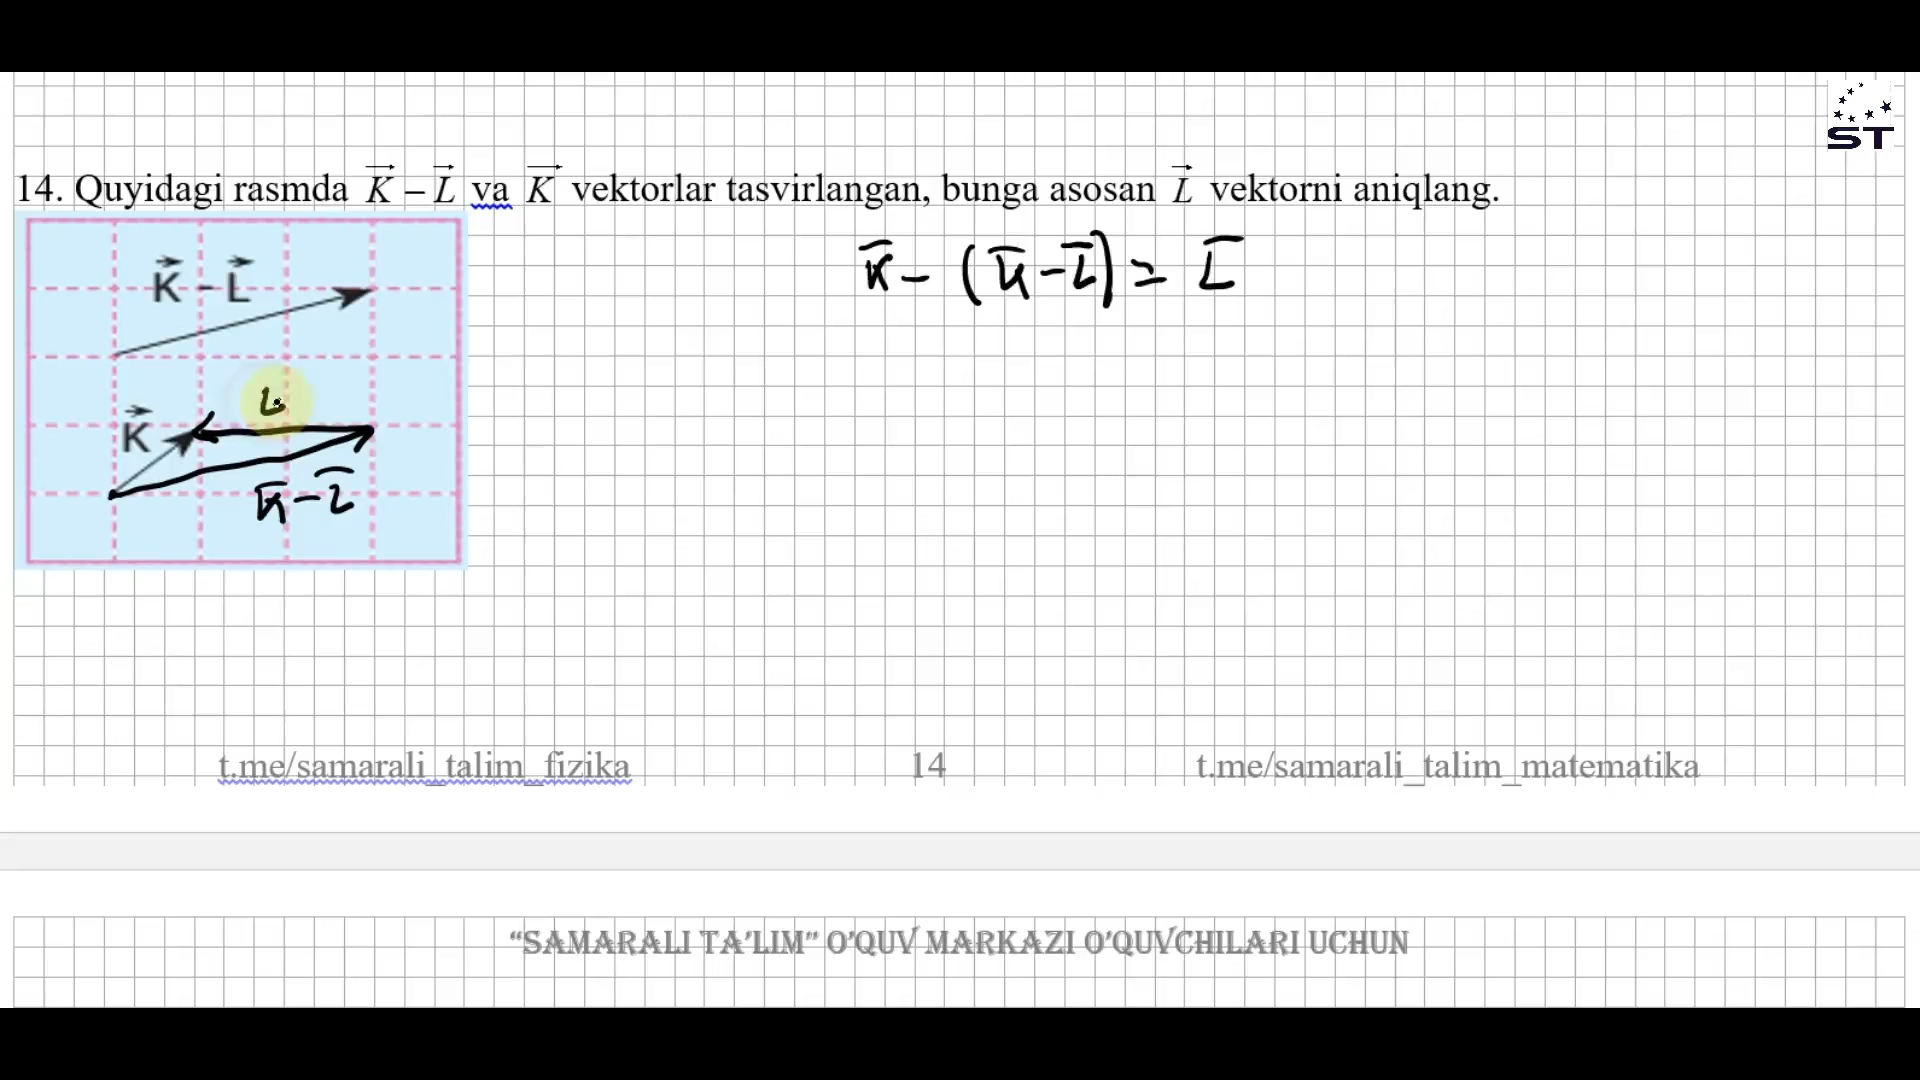 ST
14. Quyidagi rasmda K⃗ – L⃗ va K⃗ vektorlar tasvirlangan, bunga asosan L⃗ vektorni aniqlang.
K̅ – (K̅ – L̅) = L̅
K⃗ – L⃗
L
K⃗
K̅ – L̅
t.me/samarali_talim_fizika 14 t.me/samarali_talim_matematika
“SAMARALI TA’LIM” O’QUV MARKAZI O’QUVCHILARI UCHUN